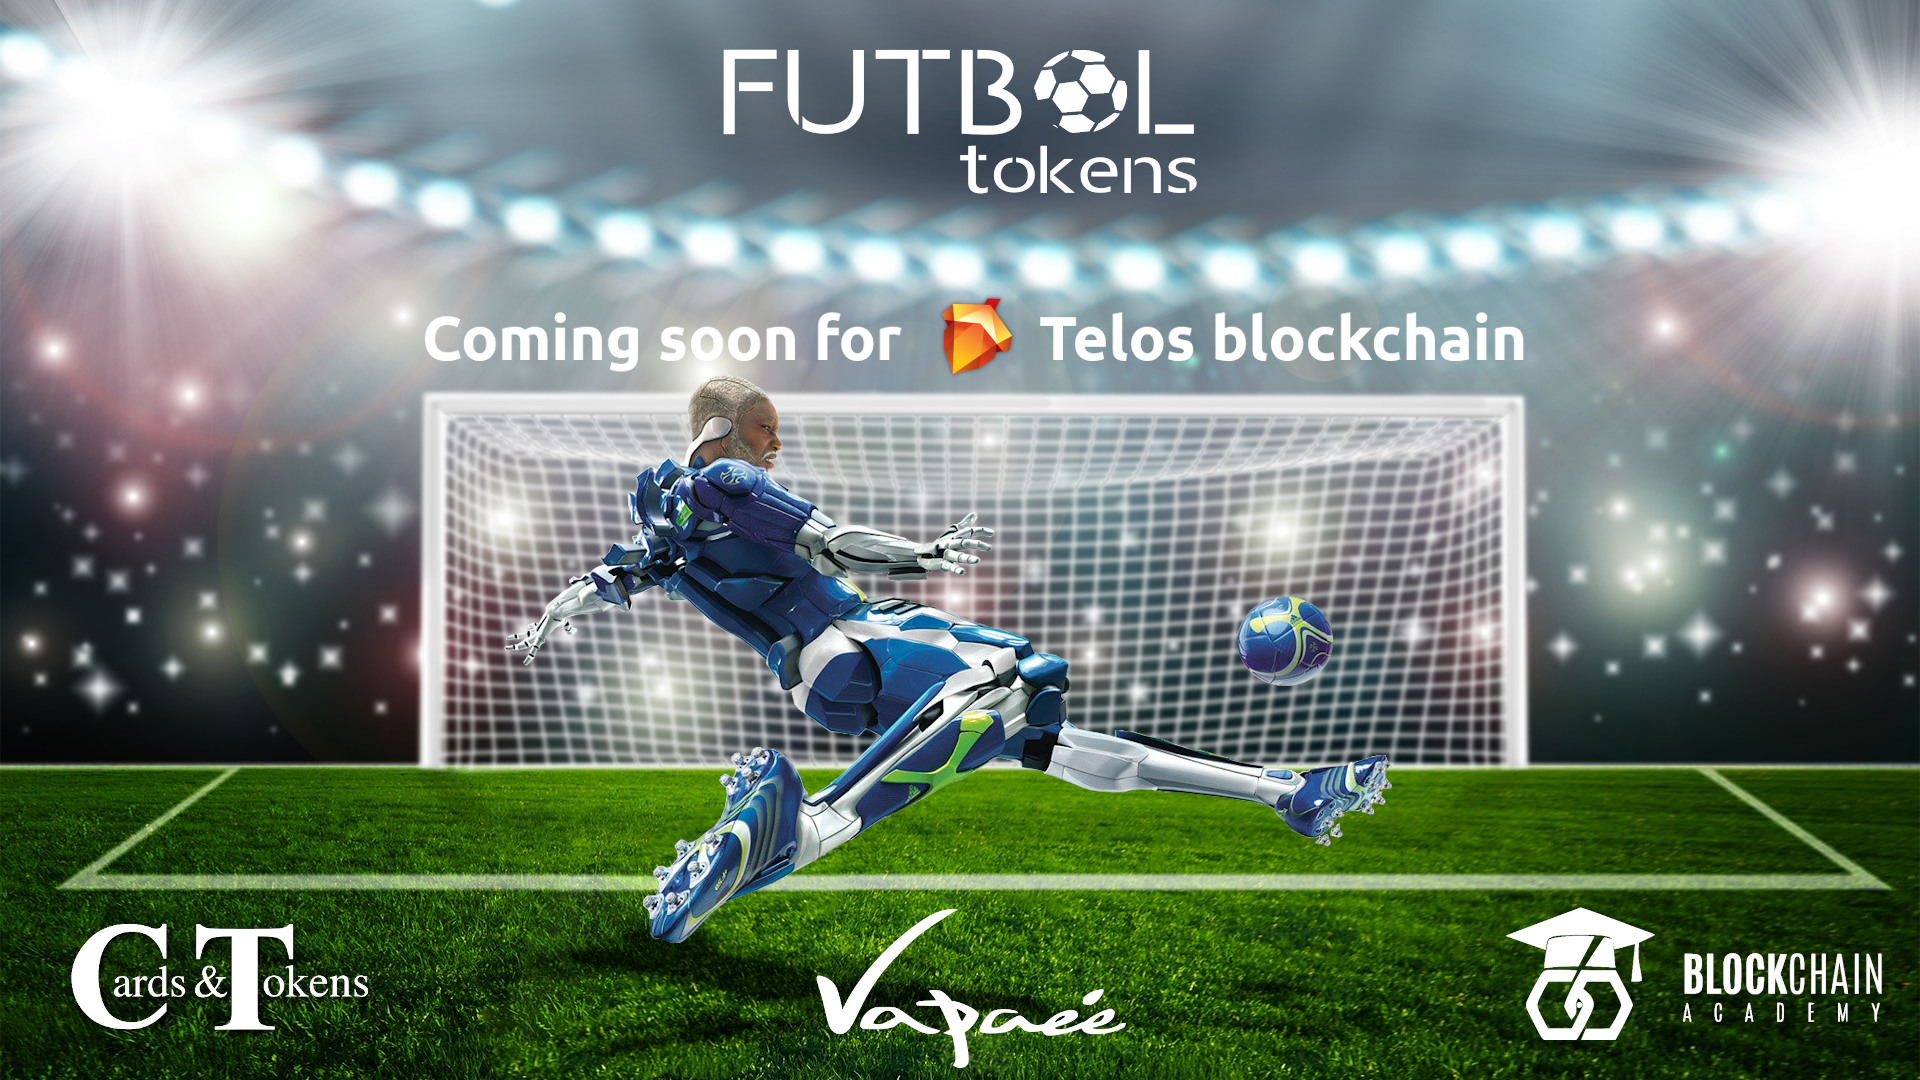 FUTBOL
tokens
Coming soon for Telos blockchain
Cards & Tokens
Vapaée
BLOCKCHAIN
ACADEMY